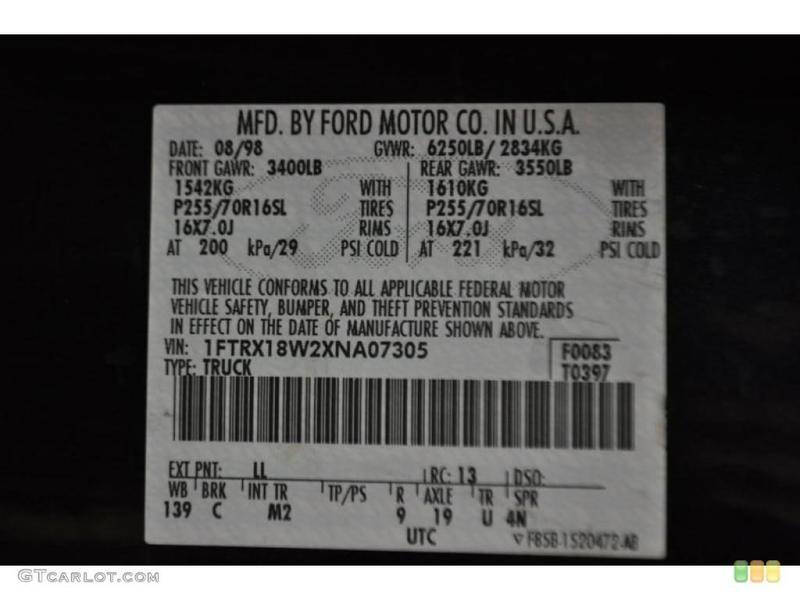 MFD. BY FORD MOTOR CO. IN U.S.A.
DATE: 08/98 GVWR: 6250LB/ 2834KG
FRONT GAWR: 3400LB REAR GAWR: 3550LB
1542KG WITH 1610KG WITH
P255/70R16SL TIRES P255/70R16SL TIRES
16X7.0J RIMS 16X7.0J RIMS
AT 200 kPa/29 PSI COLD AT 221 kPa/32 PSI COLD
THIS VEHICLE CONFORMS TO ALL APPLICABLE FEDERAL MOTOR
VEHICLE SAFETY, BUMPER, AND THEFT PREVENTION STANDARDS
IN EFFECT ON THE DATE OF MANUFACTURE SHOWN ABOVE.
VIN: 1FTRX18W2XNA07305 F0083
TYPE: TRUCK T0397
EXT PNT: LL RC: 13 DSO:
WB BRK INT TR TP/PS R AXLE TR SPR
139 C M2 9 19 U 4N
UTC F85B-1520472-AB
GTCARLOT.COM